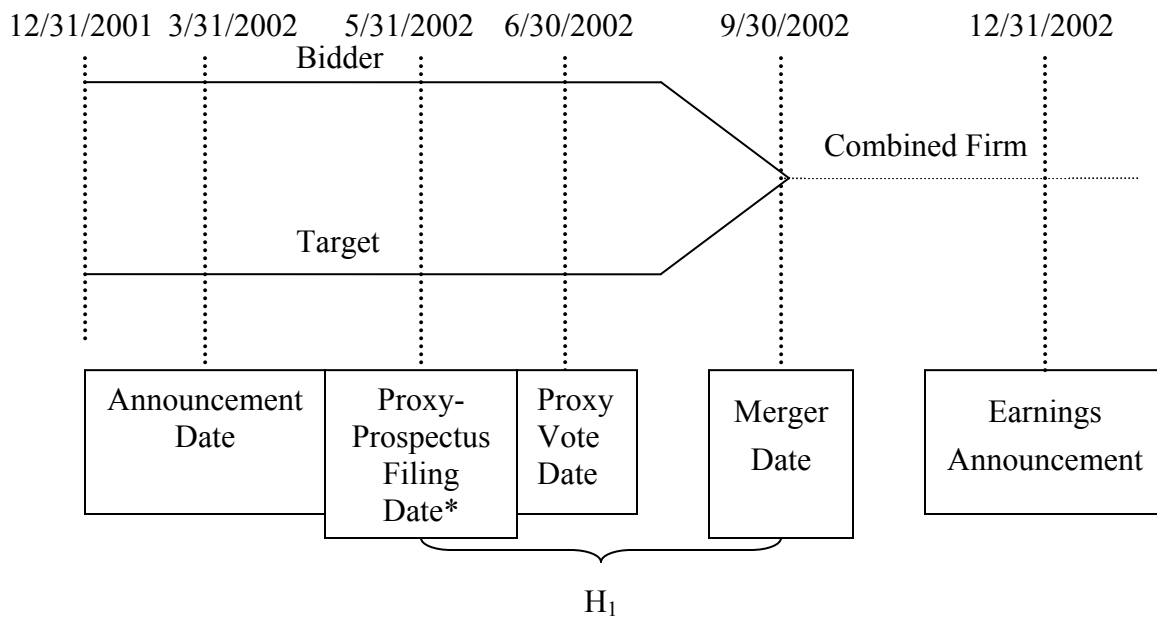 12/31/2001 3/31/2002 5/31/2002 6/30/2002 9/30/2002 12/31/2002
Bidder
Combined Firm
Target
Announcement
Date
Proxy-
Prospectus
Filing
Date*
Proxy
Vote
Date
Merger
Date
Earnings
Announcement
H₁